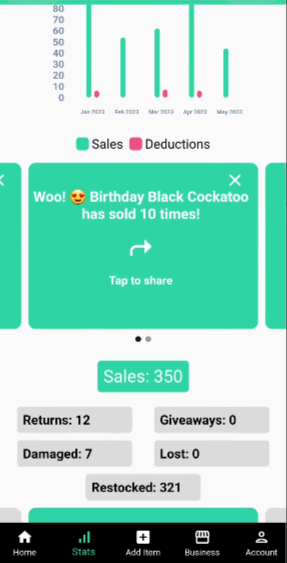 80
70
60
50
40
30
20
10
0
Jan 2023 Feb 2023 Mar 2023 Apr 2023 May 2023
Sales Deductions
Woo! 😍 Birthday Black Cockatoo
has sold 10 times!
Tap to share
Sales: 350
Returns: 12 Giveaways: 0
Damaged: 7 Lost: 0
Restocked: 321
Home Stats Add Item Business Account